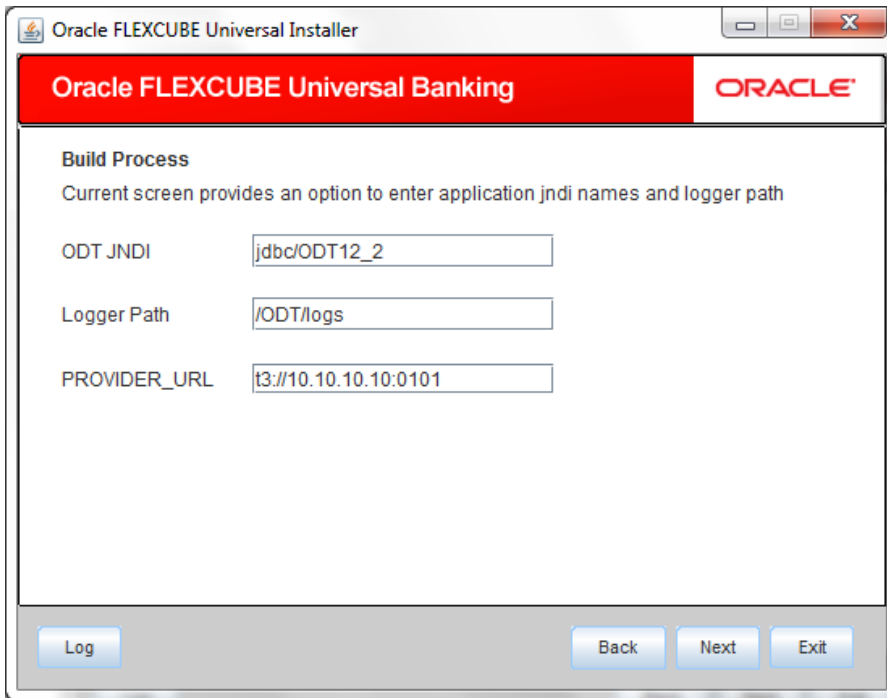 Oracle FLEXCUBE Universal Installer
Oracle FLEXCUBE Universal Banking
ORACLE
Build Process
Current screen provides an option to enter application jndi names and logger path
ODT JNDI jdbc/ODT12_2
Logger Path /ODT/logs
PROVIDER_URL t3://10.10.10.10:0101
Log Back Next Exit